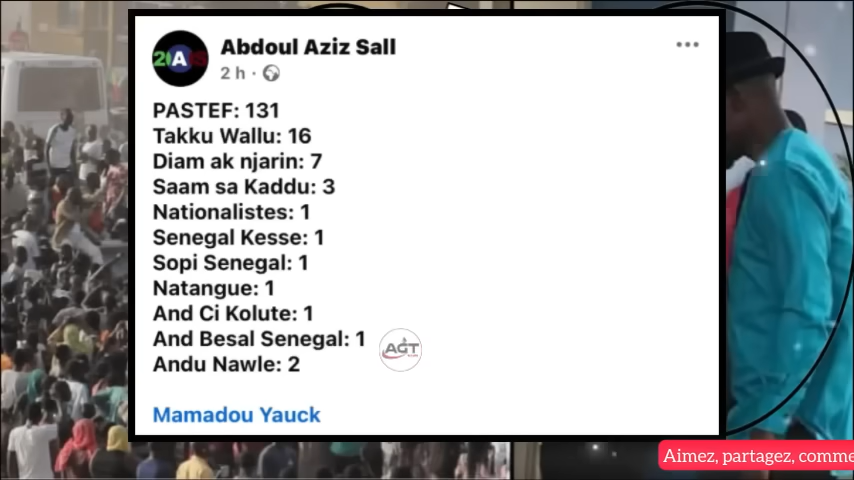 Abdoul Aziz Sall
2 h ·
PASTEF: 131
Takku Wallu: 16
Diam ak njarin: 7
Saam sa Kaddu: 3
Nationalistes: 1
Senegal Kesse: 1
Sopi Senegal: 1
Natangue: 1
And Ci Kolute: 1
And Besal Senegal: 1
AGT
Andu Nawle: 2
Mamadou Yauck
Aimez, partagez, comme